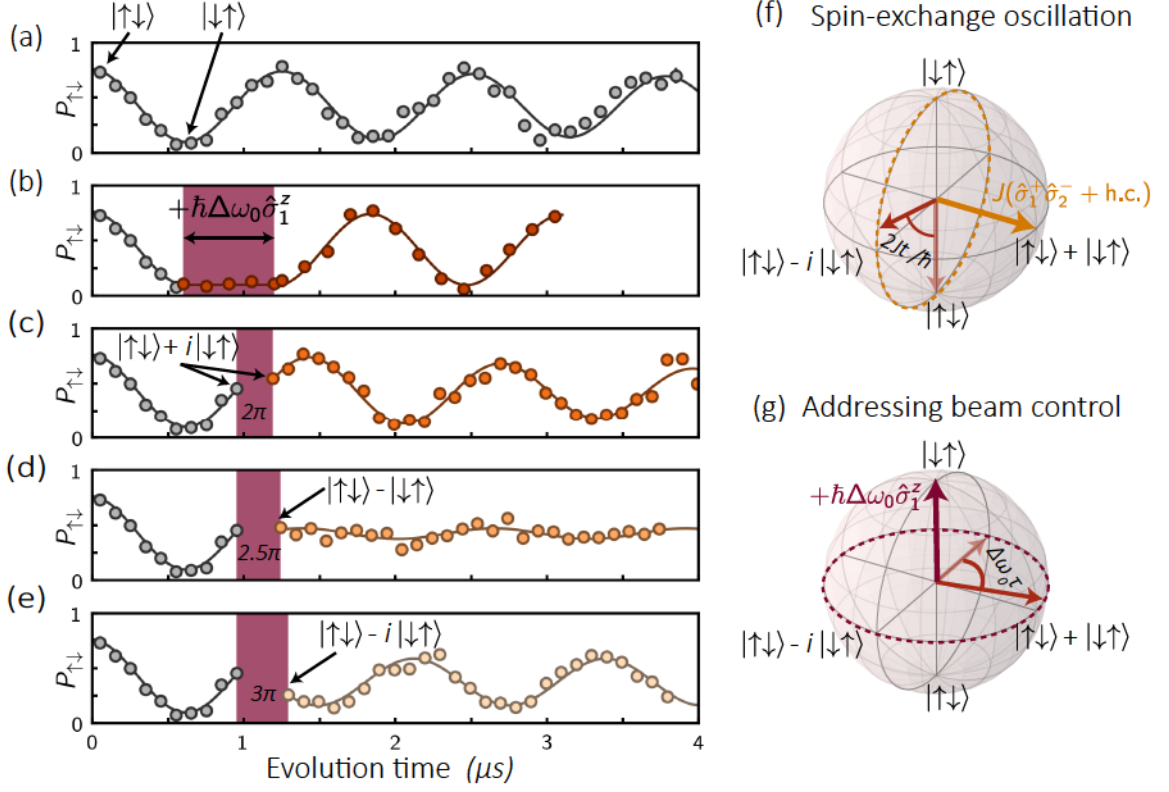 (a)
|↑↓⟩
|↓↑⟩
1
P↑↓
0
(b)
1
+ℏΔω₀σ̂₁ᶻ
P↑↓
0
(c)
1
|↑↓⟩+i|↓↑⟩
P↑↓
2π
0
(d)
1
|↑↓⟩-|↓↑⟩
P↑↓
2.5π
0
(e)
1
|↑↓⟩-i|↓↑⟩
P↑↓
3π
0
0 1 2 3 4
Evolution time (μs)
(f) Spin-exchange oscillation
|↓↑⟩
J(σ̂₁⁺σ̂₂⁻ + h.c.)
2Jt/ℏ
|↑↓⟩-i|↓↑⟩
|↑↓⟩+|↓↑⟩
|↑↓⟩
(g) Addressing beam control
|↓↑⟩
+ℏΔω₀σ̂₁ᶻ
Δω₀τ
|↑↓⟩-i|↓↑⟩
|↑↓⟩+|↓↑⟩
|↑↓⟩